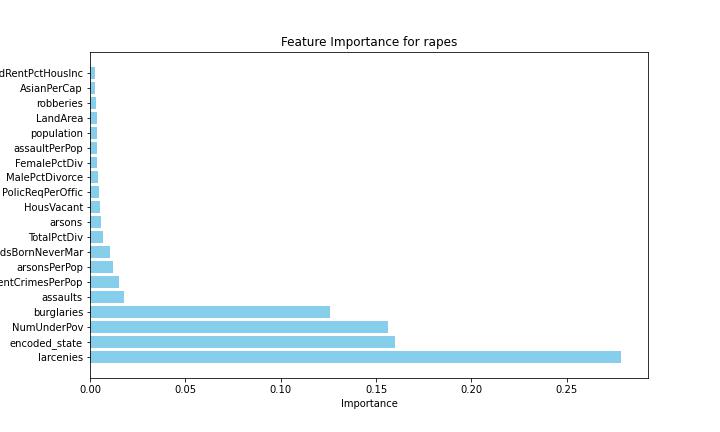 Feature Importance for rapes
dRentPctHousInc
AsianPerCap
robberies
LandArea
population
assaultPerPop
FemalePctDiv
MalePctDivorce
PolicReqPerOffic
HousVacant
arsons
TotalPctDiv
dsBornNeverMar
arsonsPerPop
entCrimesPerPop
assaults
burglaries
NumUnderPov
encoded_state
larcenies
0.00 0.05 0.10 0.15 0.20 0.25
Importance